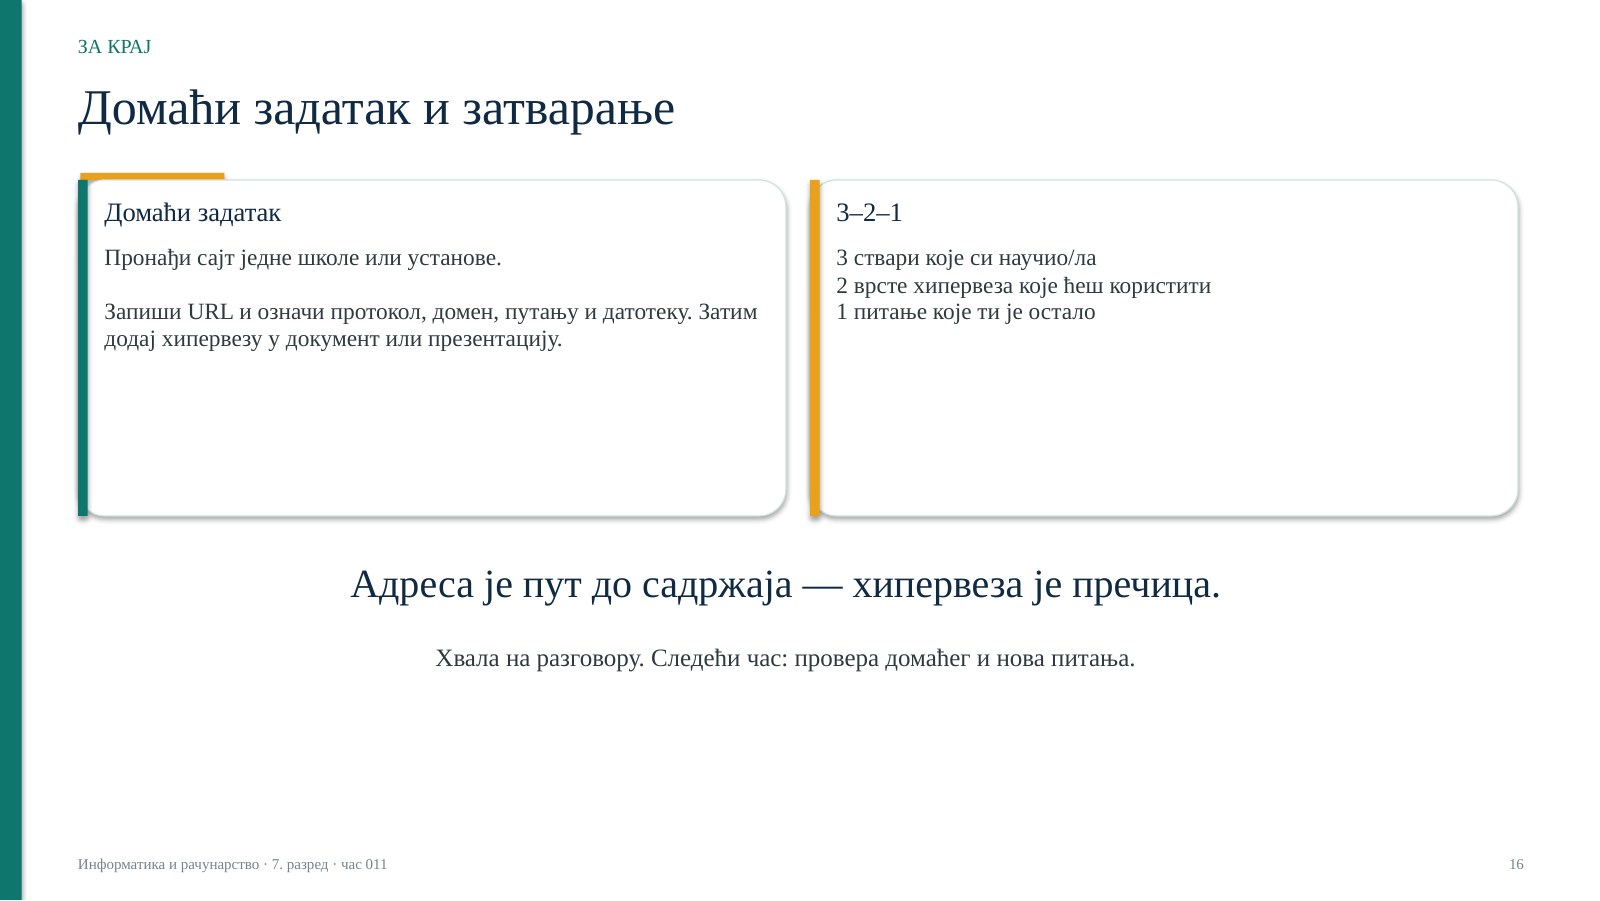 ЗА КРАЈ
Домаћи задатак и затварање
Домаћи задатак
Пронађи сајт једне школе или установе.
Запиши URL и означи протокол, домен, путању и датотеку. Затим
додај хипервезу у документ или презентацију.
3–2–1
3 ствари које си научио/ла
2 врсте хипервеза које ћеш користити
1 питање које ти је остало
Адреса је пут до садржаја — хипервеза је пречица.
Хвала на разговору. Следећи час: провера домаћег и нова питања.
Информатика и рачунарство · 7. разред · час 011
16